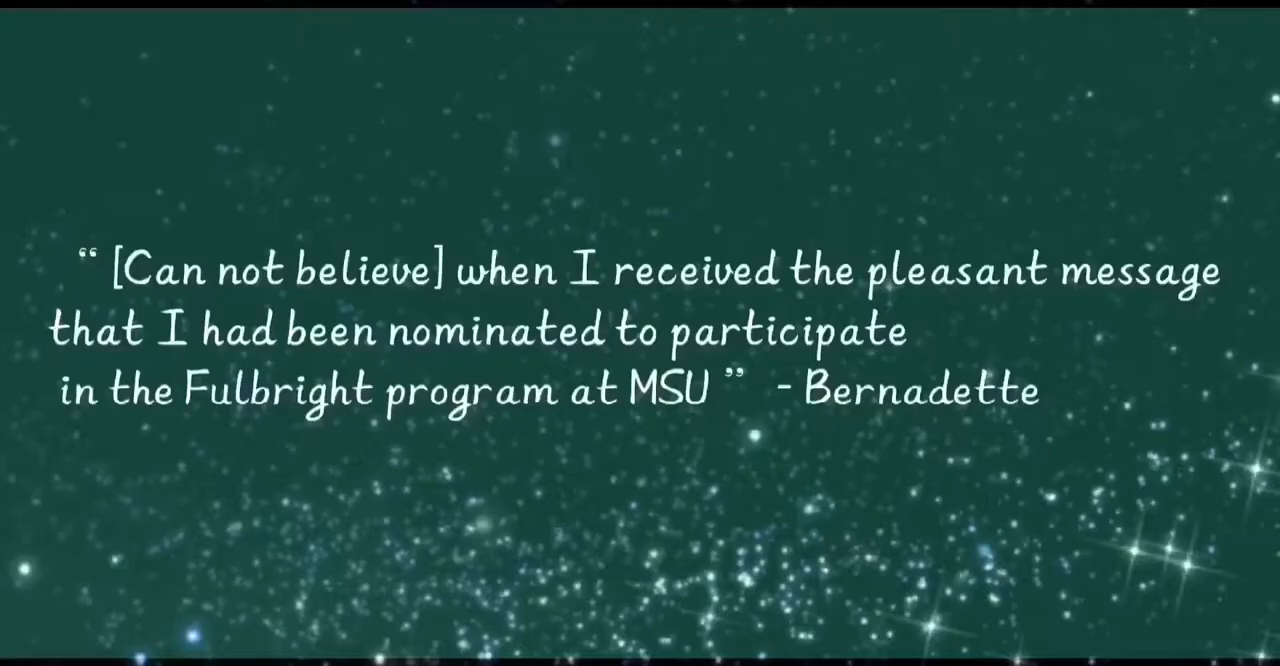 “ [Can not believe] when I received the pleasant message
that I had been nominated to participate
in the Fulbright program at MSU ” - Bernadette